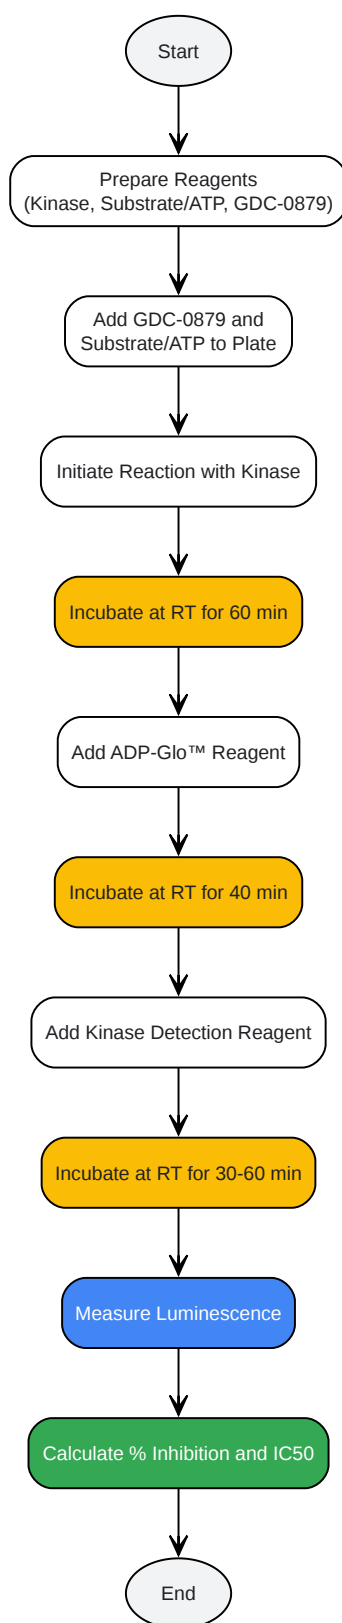 Start
Prepare Reagents
(Kinase, Substrate/ATP, GDC-0879)
Add GDC-0879 and
Substrate/ATP to Plate
Initiate Reaction with Kinase
Incubate at RT for 60 min
Add ADP-Glo™ Reagent
Incubate at RT for 40 min
Add Kinase Detection Reagent
Incubate at RT for 30-60 min
Measure Luminescence
Calculate % Inhibition and IC50
End